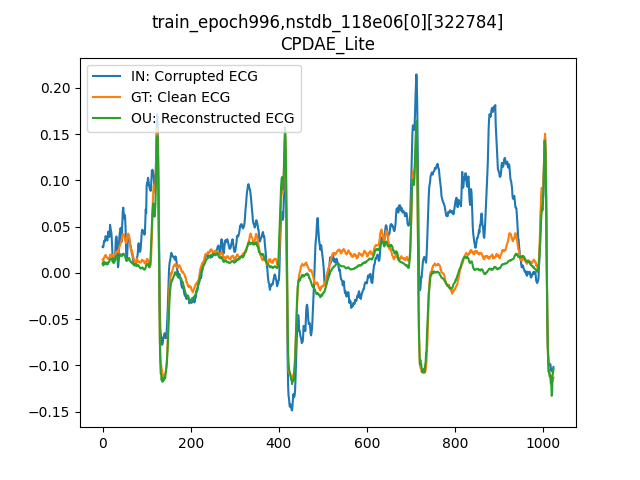 train_epoch996,nstdb_118e06[0][322784]
CPDAE_Lite
IN: Corrupted ECG
GT: Clean ECG
OU: Reconstructed ECG
0.20
0.15
0.10
0.05
0.00
−0.05
−0.10
−0.15
0 200 400 600 800 1000